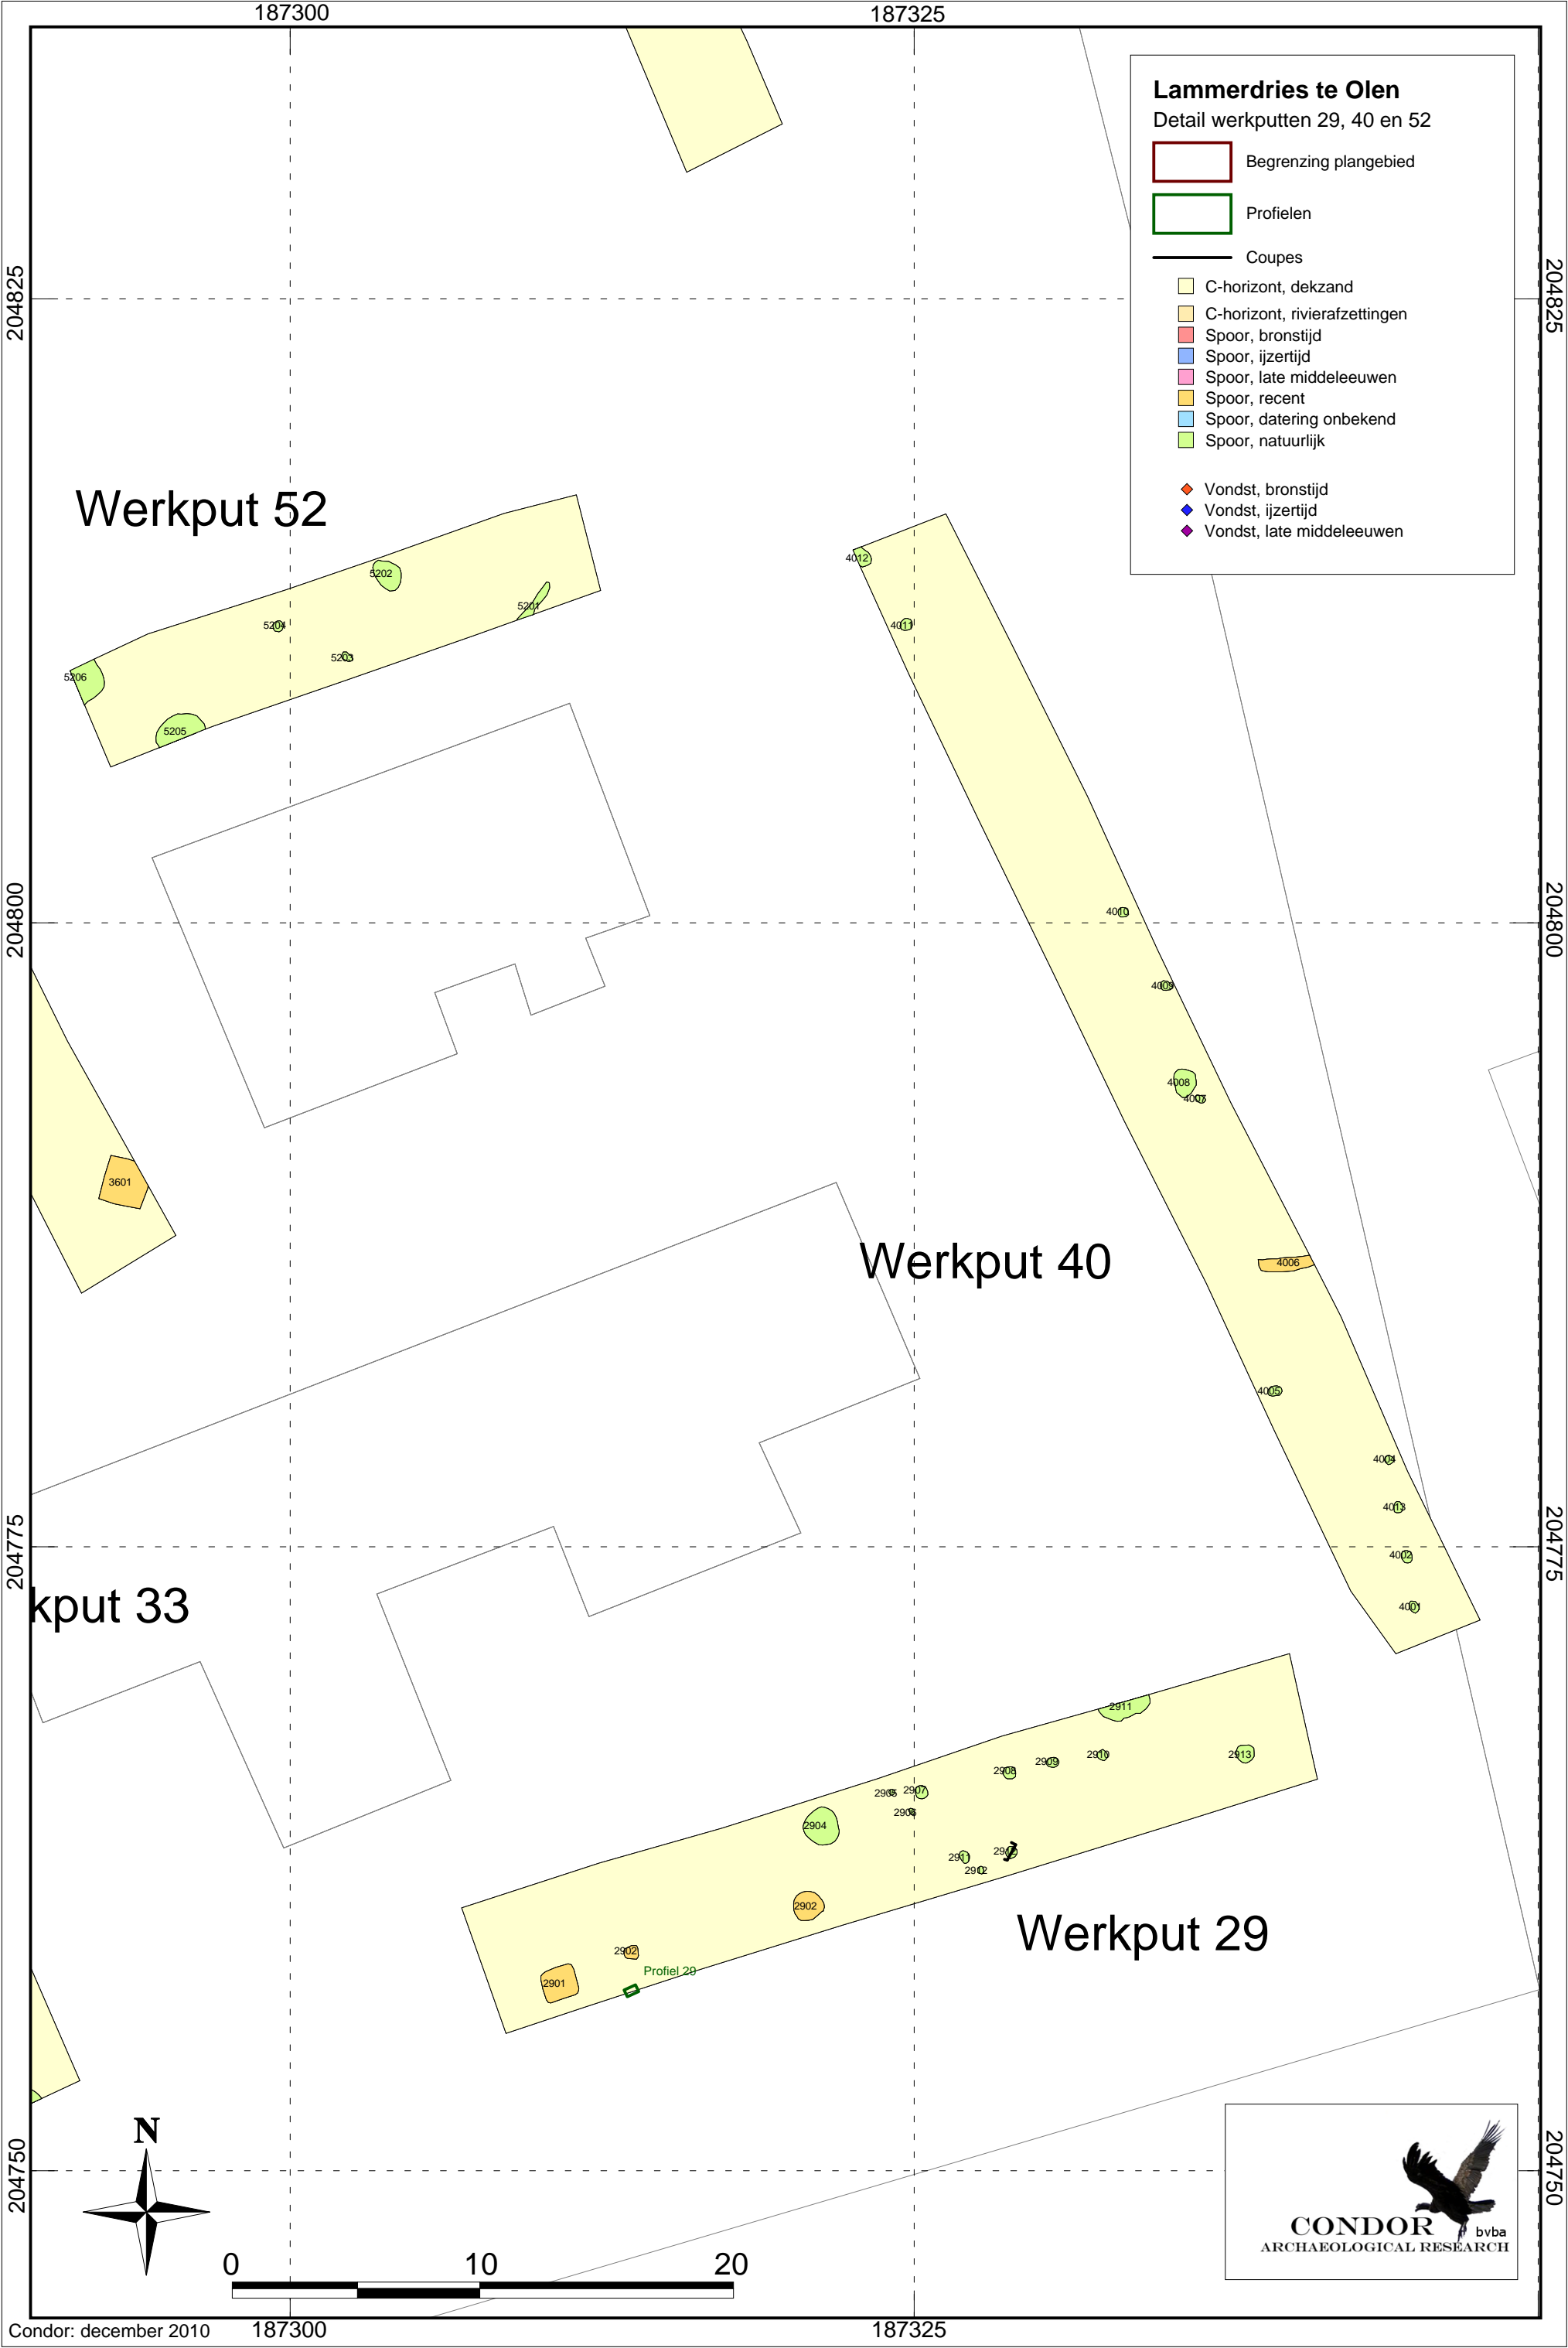 187300
187325
Lammerdries te Olen
Detail werkputten 29, 40 en 52
Begrenzing plangebied
Profielen
Coupes
C-horizont, dekzand
C-horizont, rivierafzettingen
Spoor, bronstijd
Spoor, ijzertijd
Spoor, late middeleeuwen
Spoor, recent
Spoor, datering onbekend
Spoor, natuurlijk
Vondst, bronstijd
Vondst, ijzertijd
Vondst, late middeleeuwen
204825
204825
Werkput 52
4012
5202
5201
5204
4011
5203
5206
5205
204800
204800
4010
4009
4008
4007
3601
Werkput 40
4006
4005
4004
4013
204775
204775
4002
kput 33
4001
2911
2913
2910
2909
2908
2905
2907
2906
2904
2911
2912
2902
Werkput 29
2902
Profiel 29
2901
N
204750
204750
CONDOR bvba
ARCHAEOLOGICAL RESEARCH
0 10 20
Condor: december 2010
187300
187325